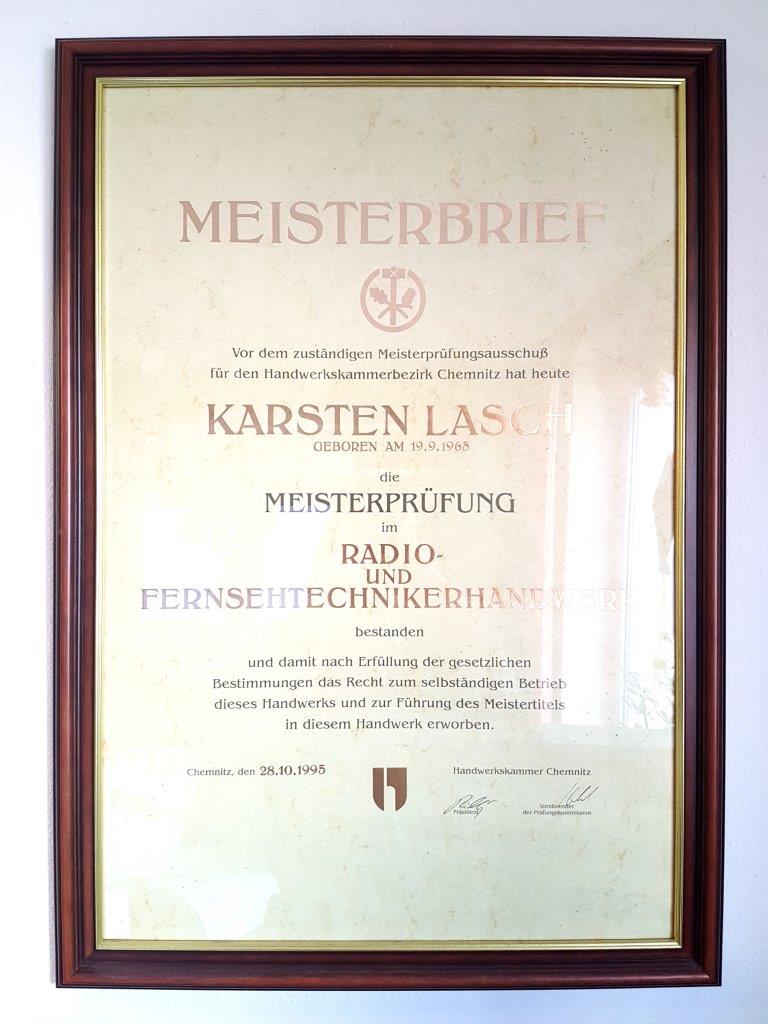 MEISTERBRIEF
Vor dem zuständigen Meisterprüfungsausschuß
für den Handwerkskammerbezirk Chemnitz hat heute
KARSTEN LASCH
GEBOREN AM 19.9.1965
die
MEISTERPRÜFUNG
im
RADIO-
UND
FERNSEHTECHNIKERHANDWERK
bestanden
und damit nach Erfüllung der gesetzlichen
Bestimmungen das Recht zum selbständigen Betrieb
dieses Handwerks und zur Führung des Meistertitels
in diesem Handwerk erworben.
Chemnitz, den 28.10.1995
Handwerkskammer Chemnitz
Präsident
Vorsitzender
der Prüfungskommission